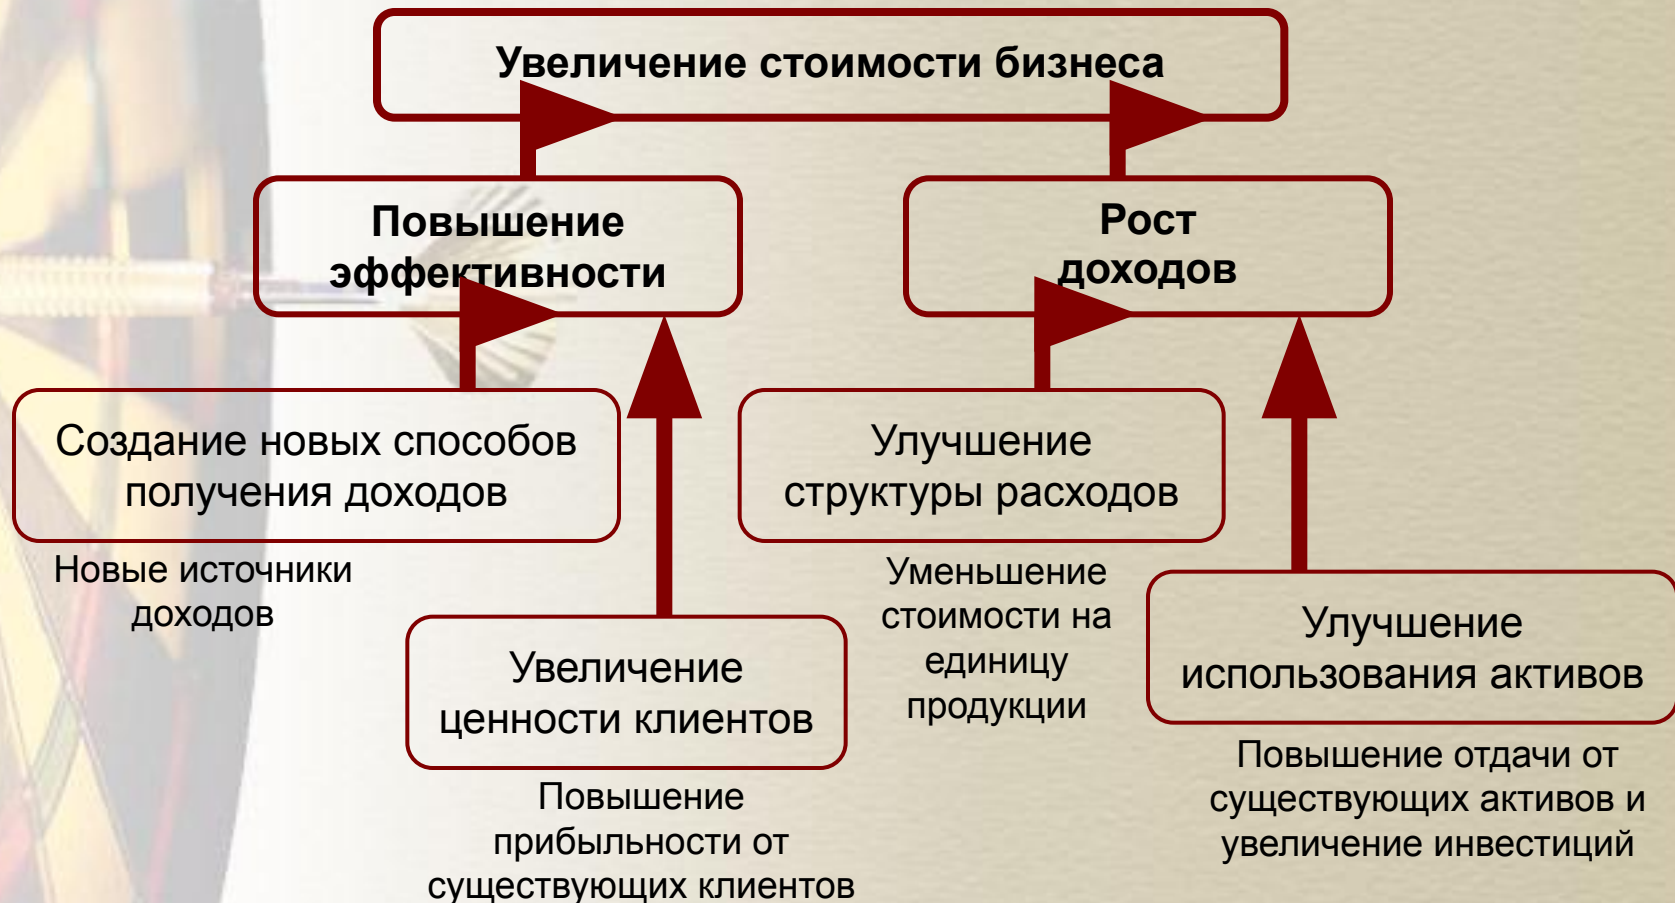 Увеличение стоимости бизнеса
Повышение
эффективности
Рост
доходов
Создание новых способов
получения доходов
Новые источники
доходов
Увеличение
ценности клиентов
Повышение
прибыльности от
существующих клиентов
Улучшение
структуры расходов
Уменьшение
стоимости на
единицу
продукции
Улучшение
использования активов
Повышение отдачи от
существующих активов и
увеличение инвестиций